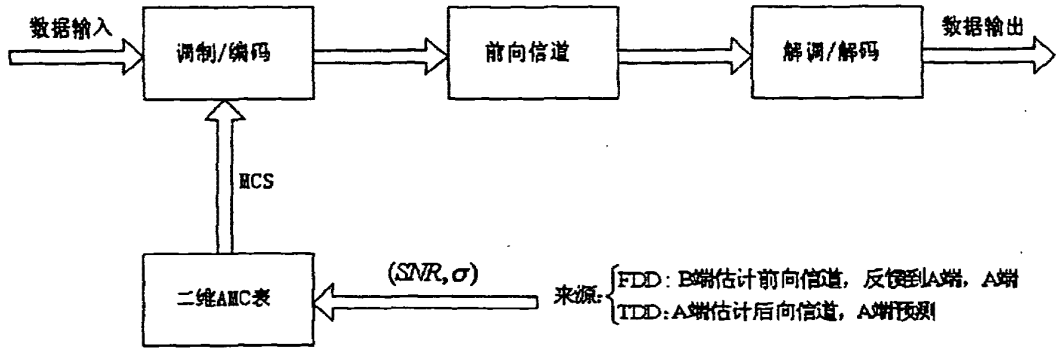 数据输入
调制/编码
前向信道
解调/解码
数据输出
MCS
二维AMC表
(SNR,σ)
来源:
FDD:B端估计前向信道,反馈到A端,A端
TDD:A端估计后向信道,A端预测